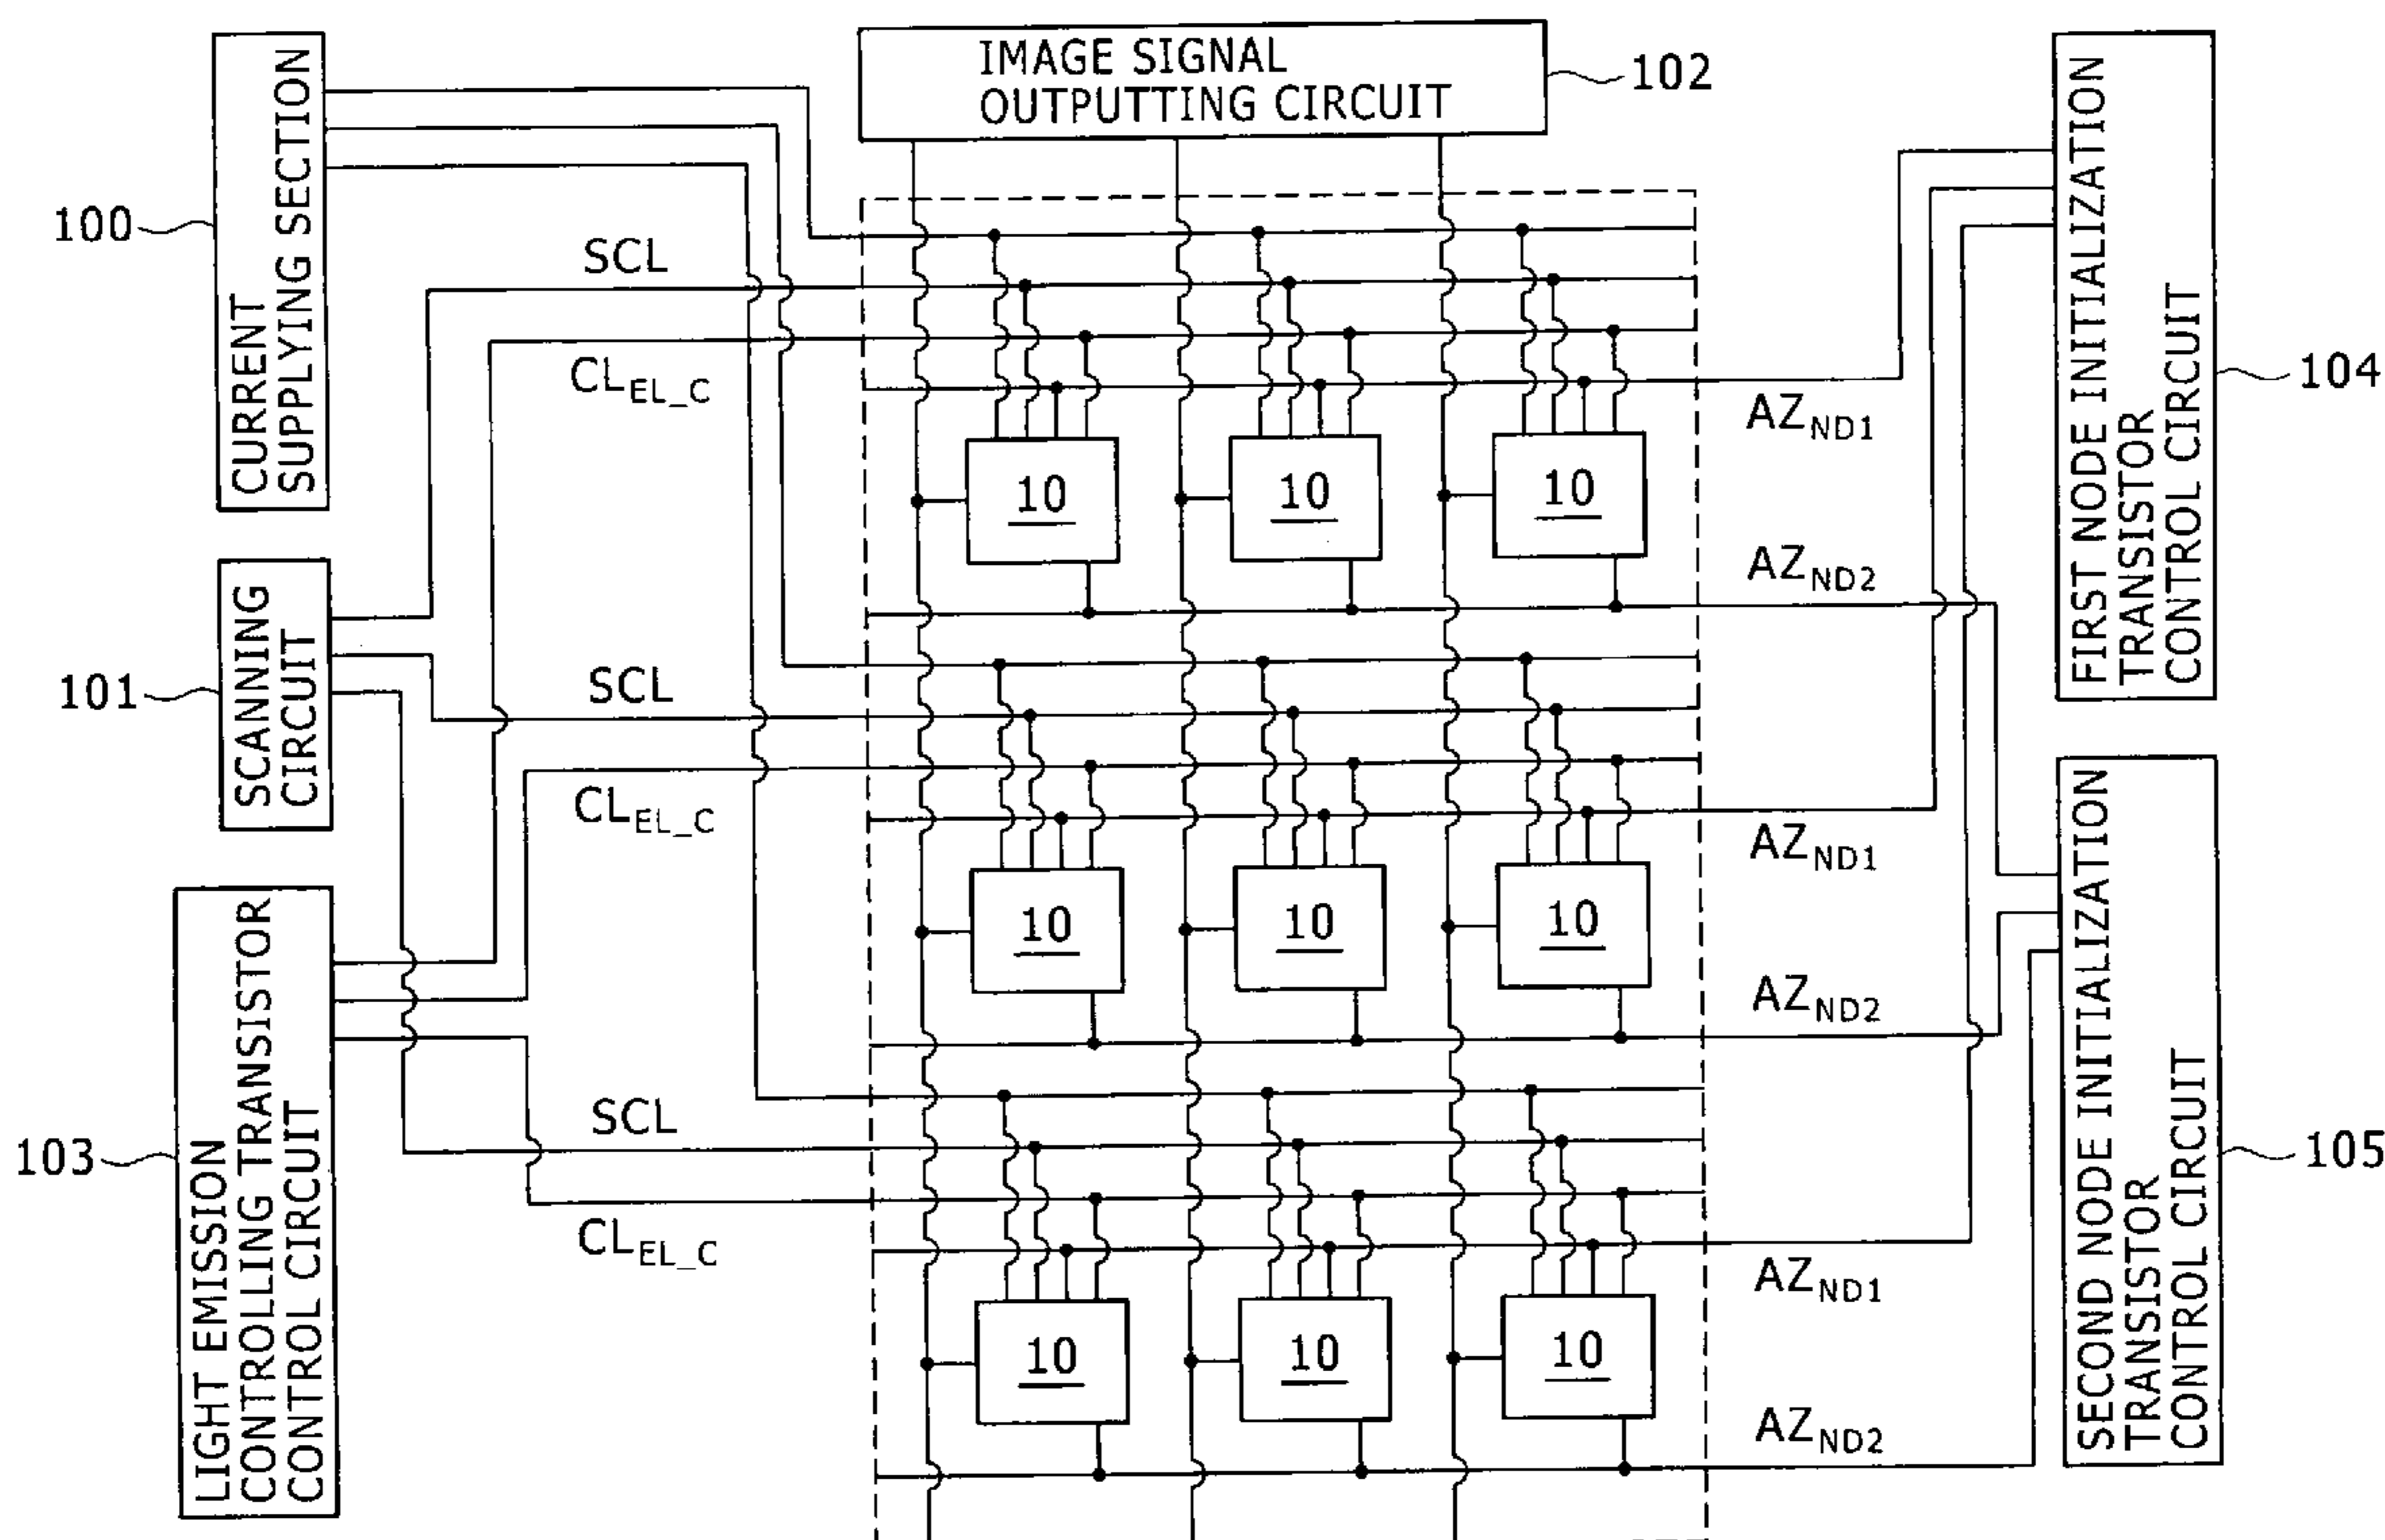 IMAGE SIGNAL
OUTPUTTING CIRCUIT
102
CURRENT
SUPPLYING SECTION
100
SCANNING
CIRCUIT
101
LIGHT EMISSION
CONTROLLING TRANSISTOR
CONTROL CIRCUIT
103
FIRST NODE INITIALIZATION
TRANSISTOR
CONTROL CIRCUIT
104
SECOND NODE INITIALIZATION
TRANSISTOR
CONTROL CIRCUIT
105
SCL
CL_EL_C
AZ_ND1
10 10 10
AZ_ND2
SCL
CL_EL_C
AZ_ND1
10 10 10
AZ_ND2
SCL
CL_EL_C
AZ_ND1
10 10 10
AZ_ND2